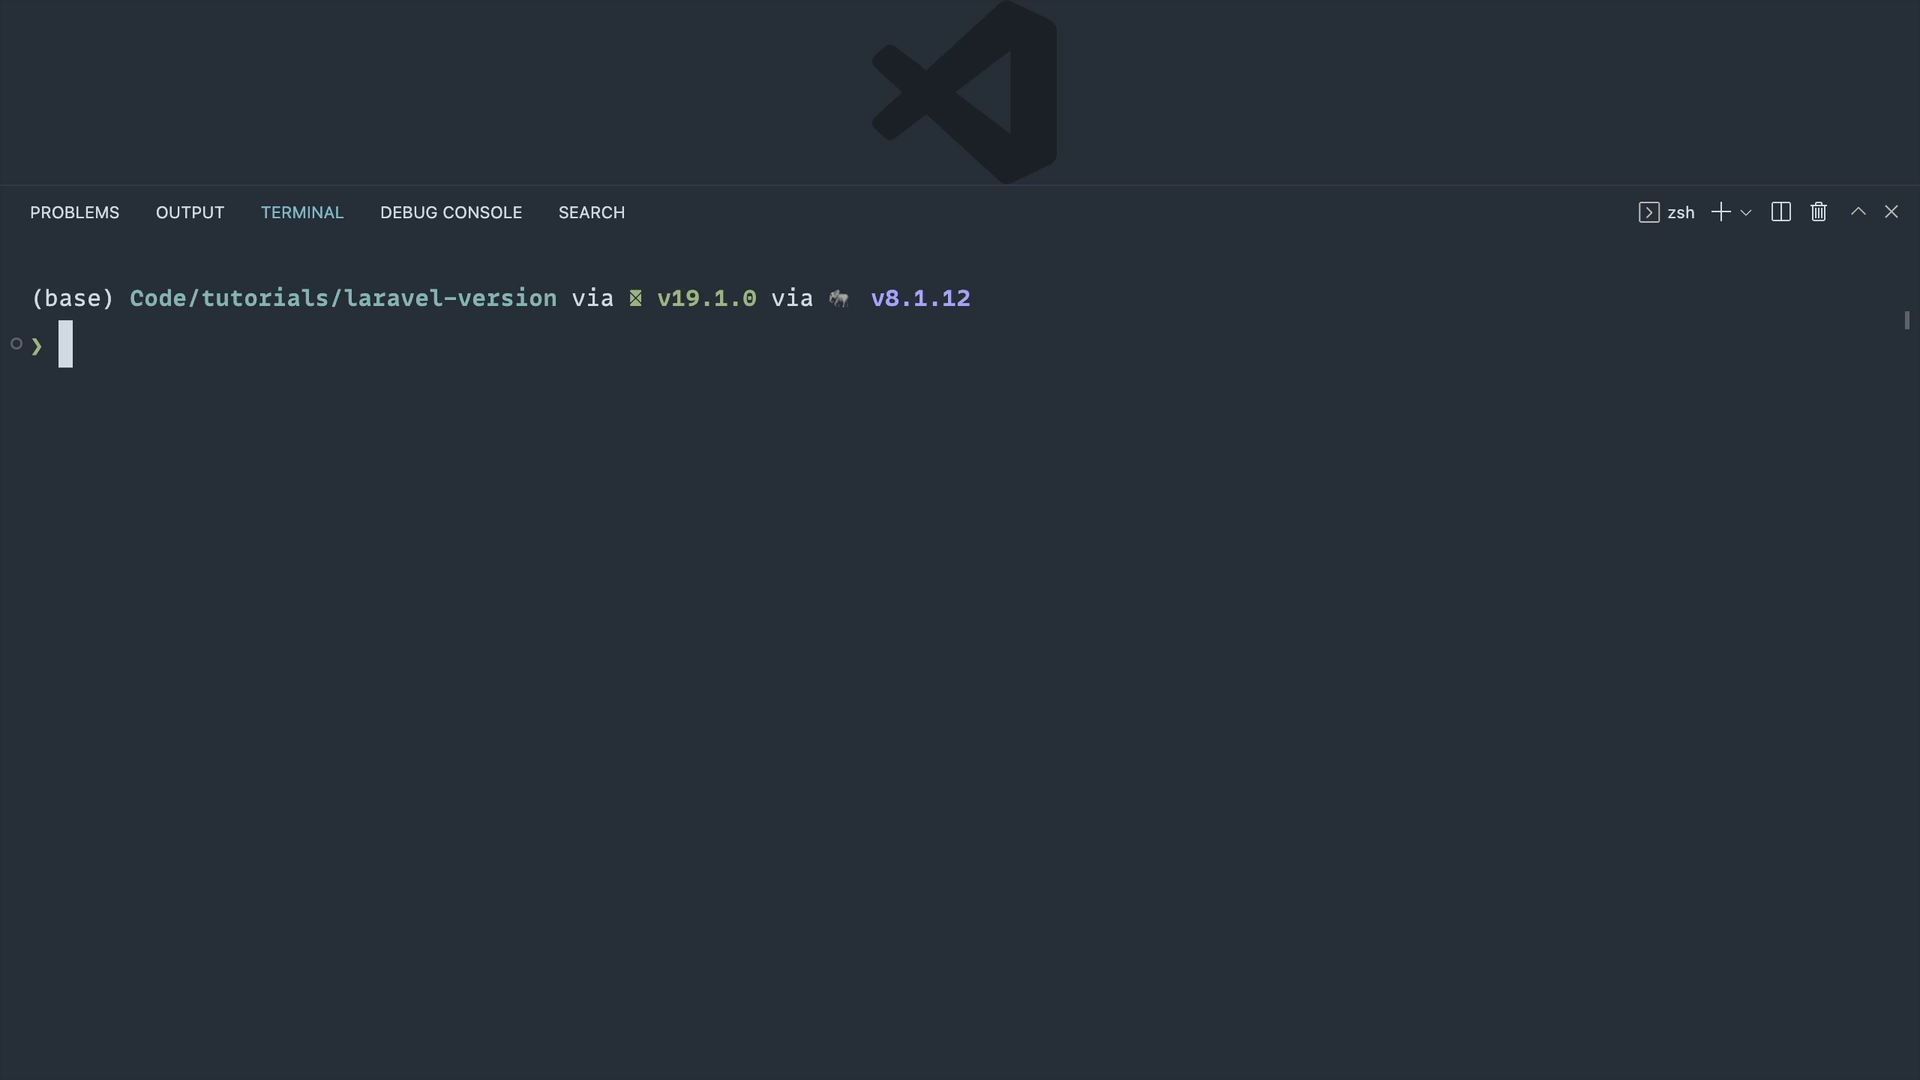 PROBLEMS OUTPUT TERMINAL DEBUG CONSOLE SEARCH zsh
(base) Code/tutorials/laravel-version via v19.1.0 via 🐘 v8.1.12
❯